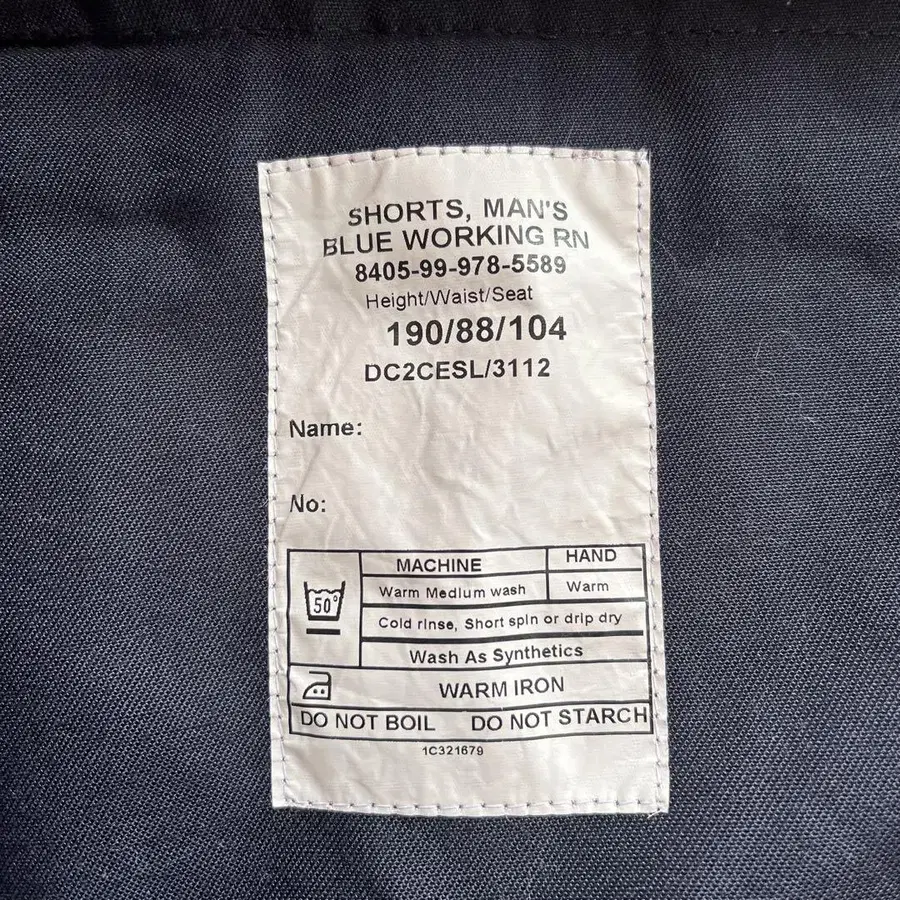 SHORTS, MAN'S
BLUE WORKING RN
8405-99-978-5589
Height/Waist/Seat
190/88/104
DC2CESL/3112
Name:
No:
MACHINE HAND
50°
Warm Medium wash Warm
Cold rinse, Short spin or drip dry
Wash As Synthetics
WARM IRON
DO NOT BOIL DO NOT STARCH
1C321679